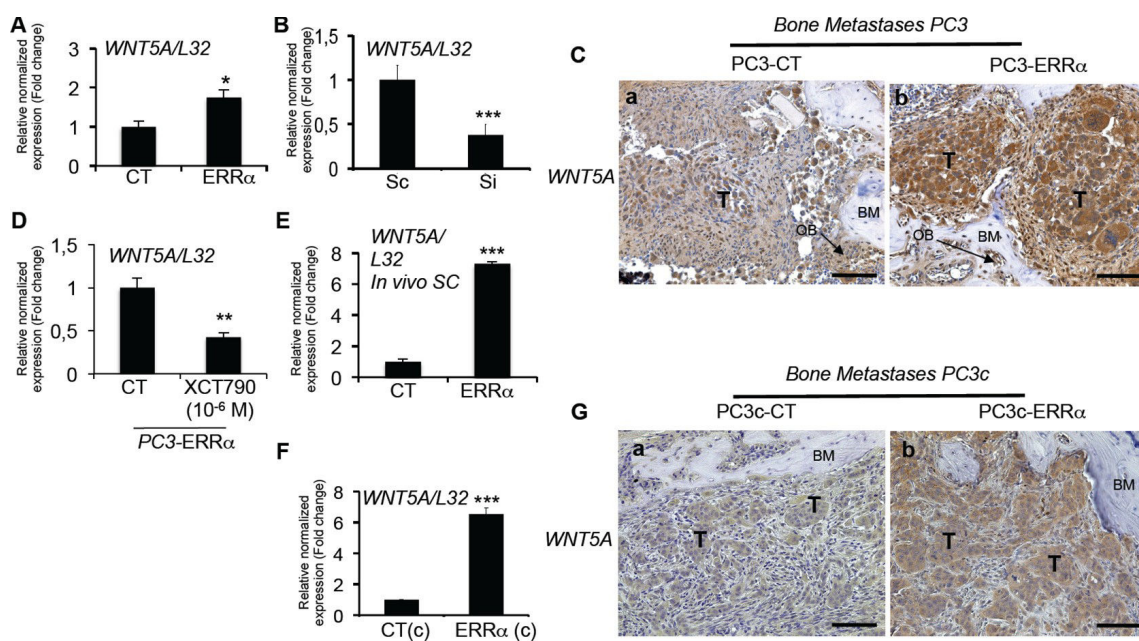 A
Relative normalized
expression (Fold change)
WNT5A/L32
3
2
1
0
*
CT
ERRα
B
Relative normalized
expression (Fold change)
WNT5A/L32
1,5
1
0,5
0
***
Sc
Si
C
Bone Metastases PC3
PC3-CT
PC3-ERRα
WNT5A
a
T
OB
BM
b
T
T
OB
BM
D
Relative normalized
expression (Fold change)
WNT5A/L32
1,5
1
0,5
0
**
CT
XCT790
(10⁻⁶ M)
PC3-ERRα
E
Relative normalized
expression (Fold change)
WNT5A/
L32
In vivo SC
8
6
4
2
0
***
CT
ERRα
F
Relative normalized
expression (Fold change)
WNT5A/L32
8
6
4
2
0
***
CT(c)
ERRα (c)
G
Bone Metastases PC3c
PC3c-CT
PC3c-ERRα
WNT5A
a
BM
T
T
b
BM
T
T